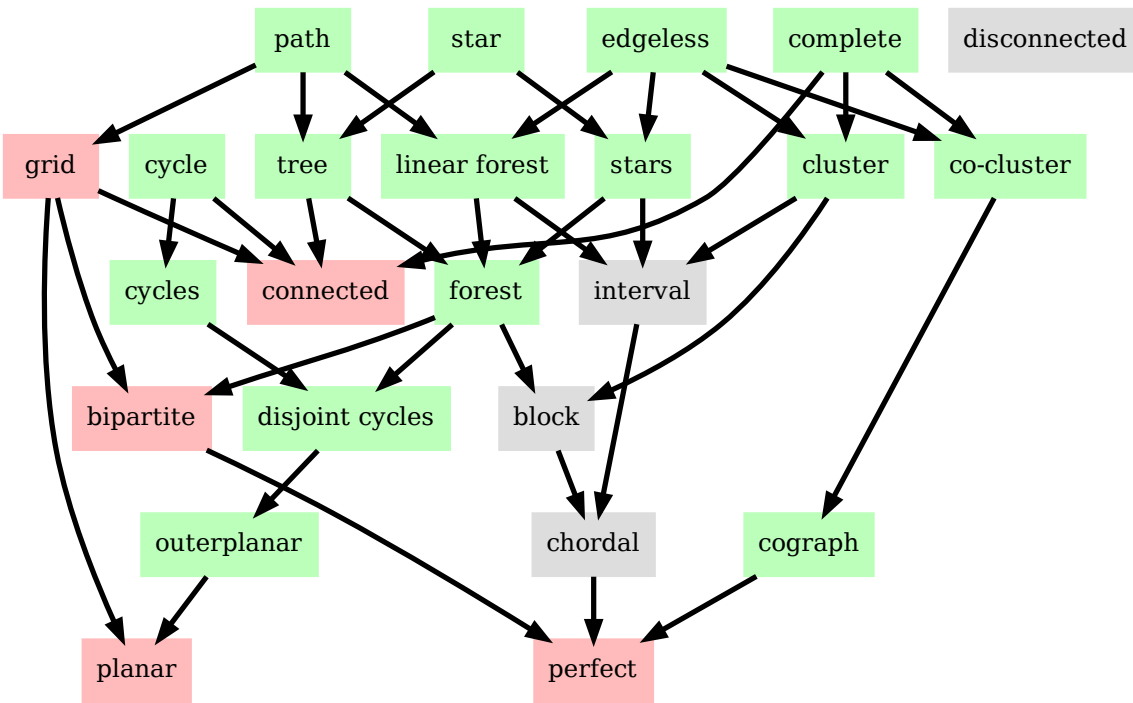 path
star
edgeless
complete
disconnected
grid
cycle
tree
linear forest
stars
cluster
co-cluster
cycles
connected
forest
interval
bipartite
disjoint cycles
block
outerplanar
chordal
cograph
planar
perfect